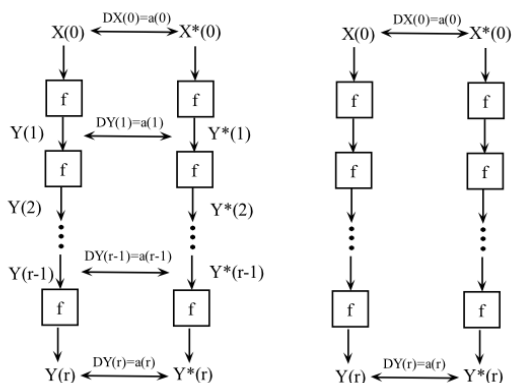 X(0) DX(0)=a(0) X*(0) X(0) DX(0)=a(0) X*(0)
f f f f
Y(1) DY(1)=a(1) Y*(1)
f f f f
Y(2) Y*(2)
Y(r-1) DY(r-1)=a(r-1) Y*(r-1)
f f f f
Y(r) DY(r)=a(r) Y*(r) Y(r) DY(r)=a(r) Y*(r)